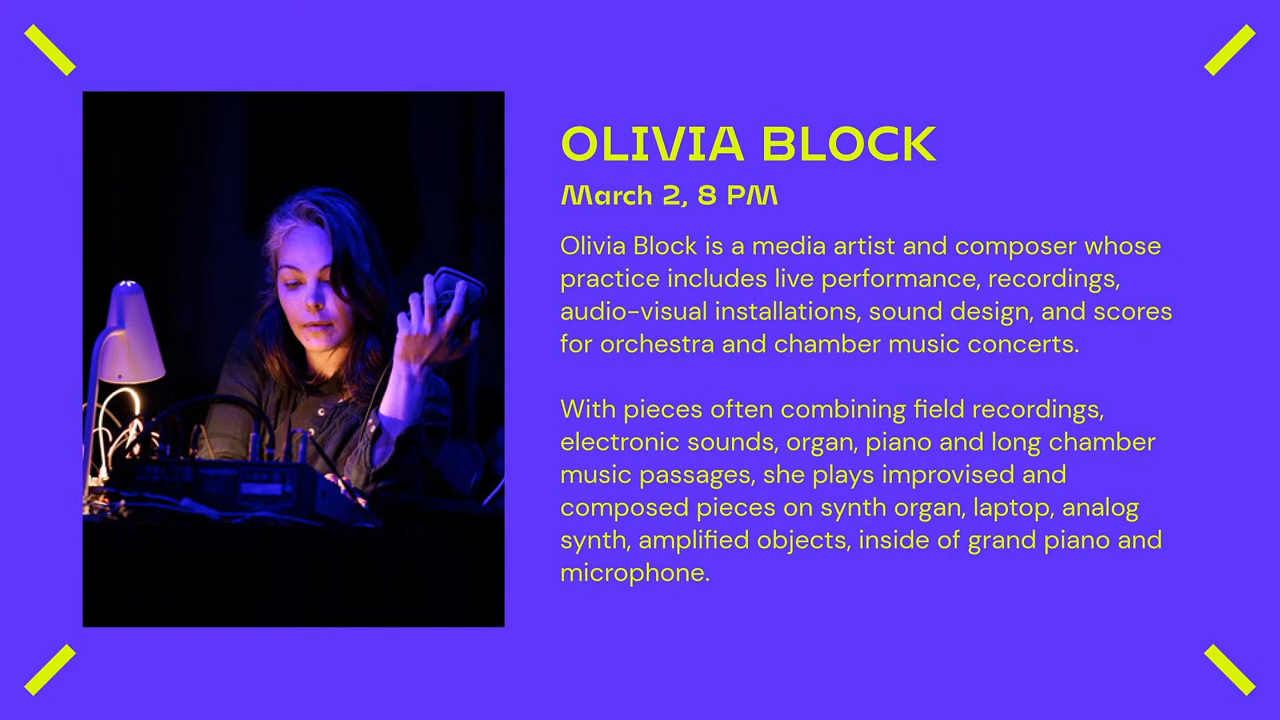 OLIVIA BLOCK
March 2, 8 PM
Olivia Block is a media artist and composer whose
practice includes live performance, recordings,
audio-visual installations, sound design, and scores
for orchestra and chamber music concerts.
With pieces often combining field recordings,
electronic sounds, organ, piano and long chamber
music passages, she plays improvised and
composed pieces on synth organ, laptop, analog
synth, amplified objects, inside of grand piano and
microphone.